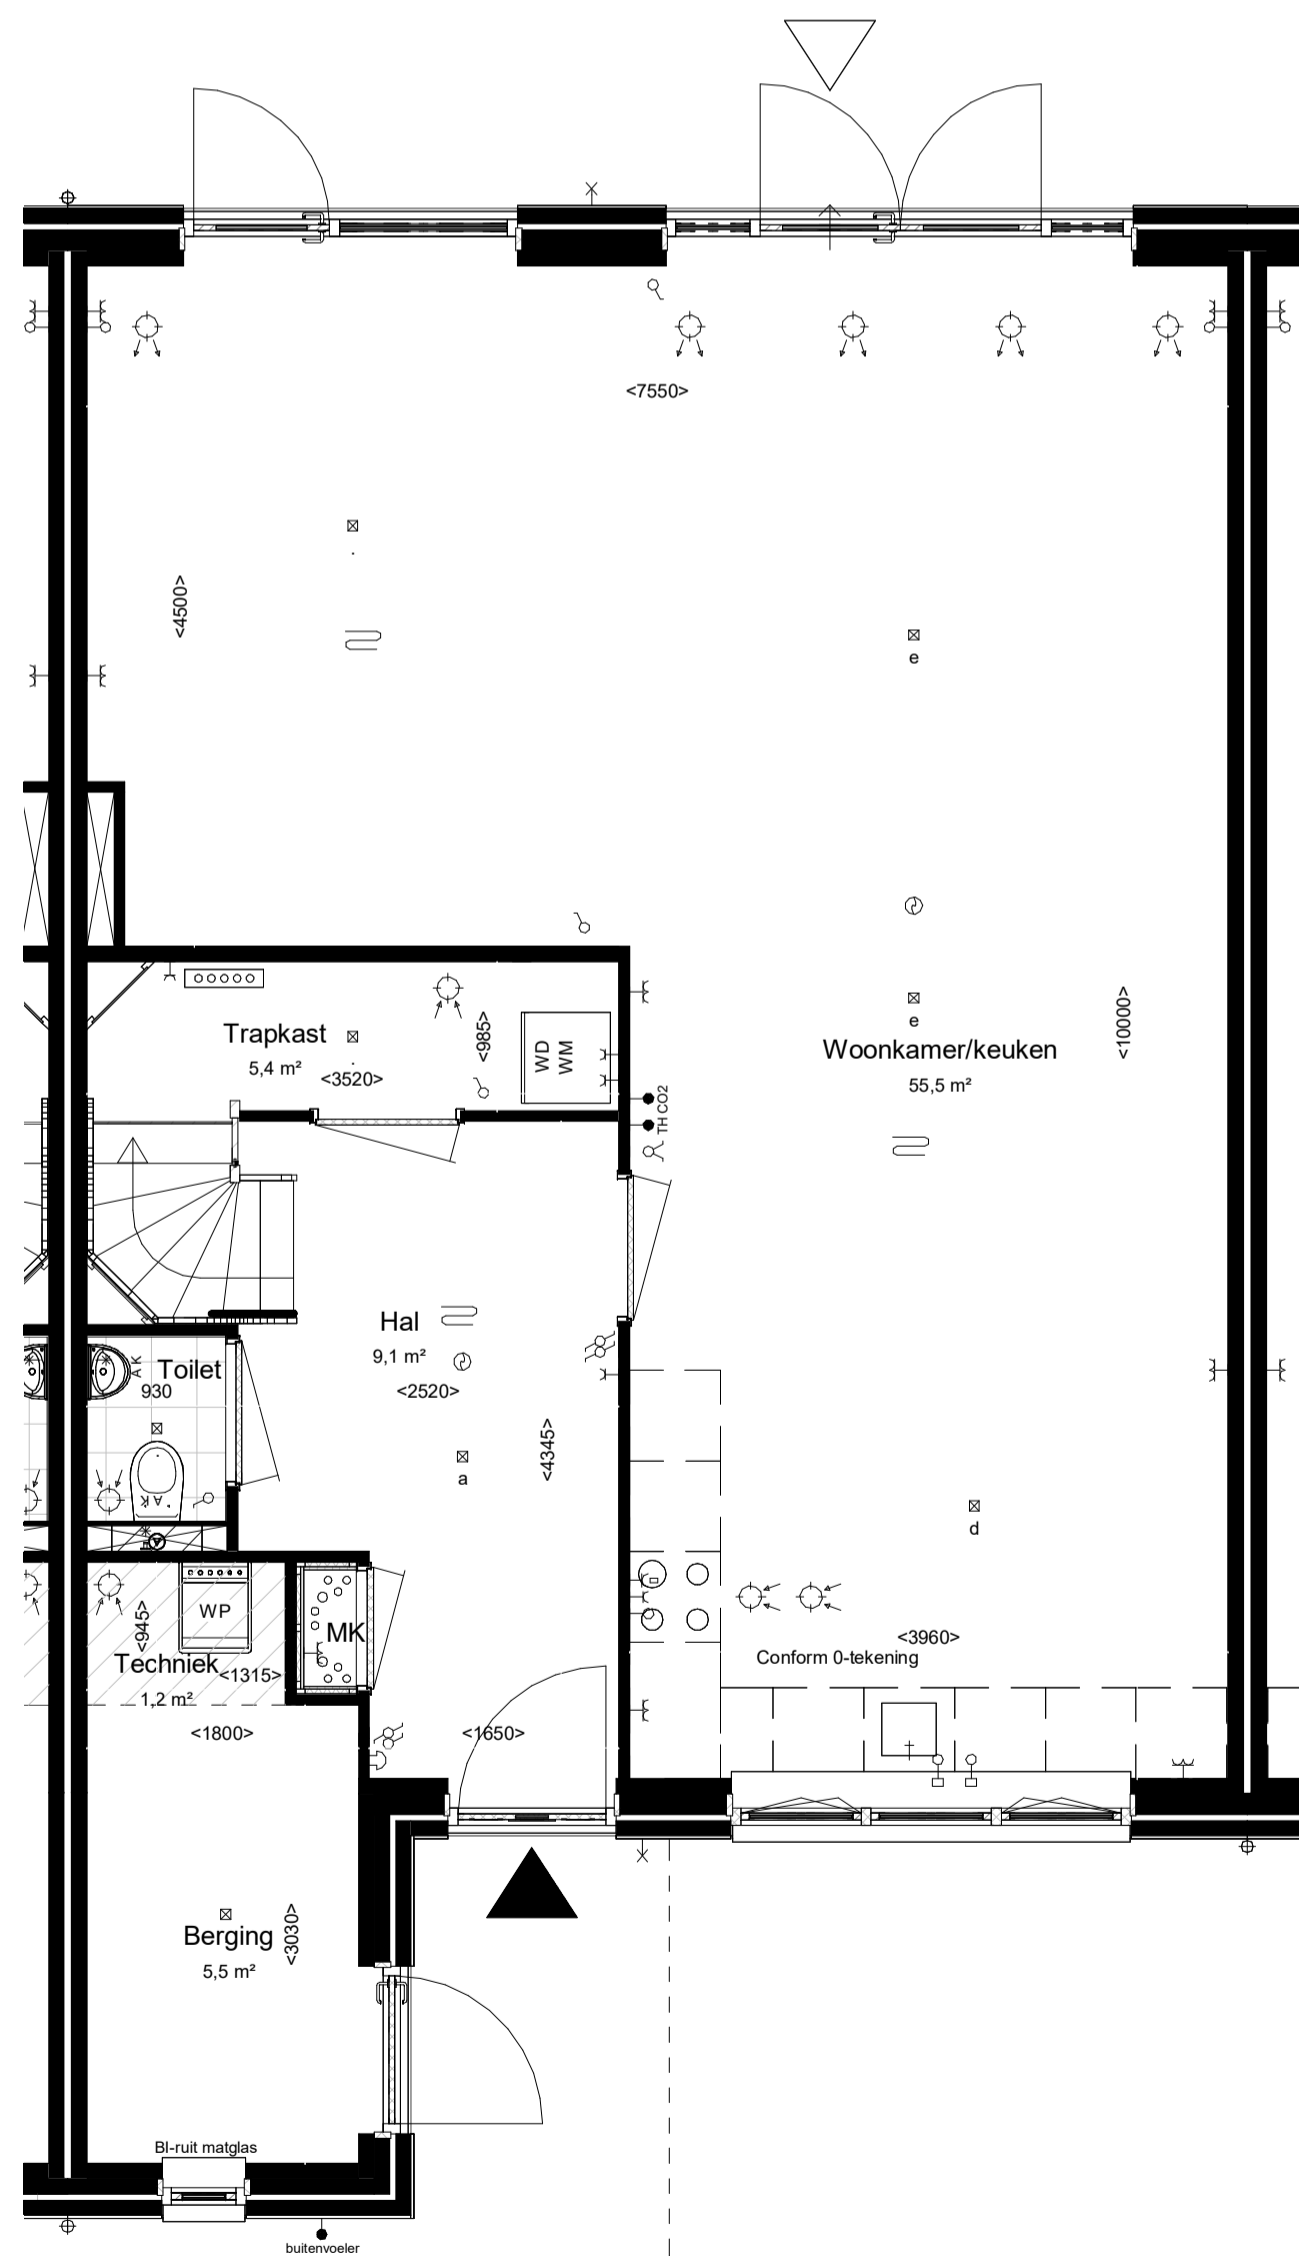 <7550>
<4500>
e
e
Woonkamer/keuken
55,5 m²
<10000>
Trapkast
5,4 m²
<3520>
<985>
WD
WM
TH CO2
Hal
9,1 m²
<2520>
<4345>
a
Toilet
930
AK
AK
d
WP
<945>
Techniek
<1315>
1,2 m²
MK
<1800>
<1650>
<3960>
Conform 0-tekening
Berging
5,5 m²
<3030>
BI-ruit matglas
buitenvoeler